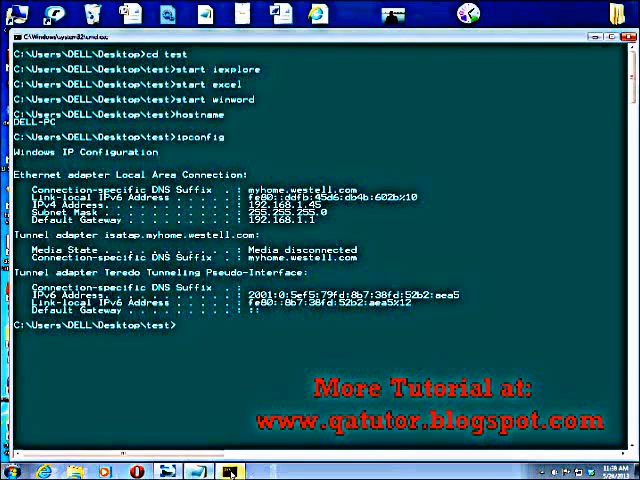 C:\Windows\system32\cmd.exe
C:\Users\DELL\Desktop>cd test
C:\Users\DELL\Desktop\test>start iexplore
C:\Users\DELL\Desktop\test>start excel
C:\Users\DELL\Desktop\test>start winword
C:\Users\DELL\Desktop\test>hostname
DELL-PC
C:\Users\DELL\Desktop\test>ipconfig
Windows IP Configuration
Ethernet adapter Local Area Connection:
Connection-specific DNS Suffix . : myhome.westell.com
Link-local IPv6 Address . . . . . : fe80::ddfb:45d6:db4b:602b%10
IPv4 Address. . . . . . . . . . . : 192.168.1.45
Subnet Mask . . . . . . . . . . . : 255.255.255.0
Default Gateway . . . . . . . . . : 192.168.1.1
Tunnel adapter isatap.myhome.westell.com:
Media State . . . . . . . . . . . : Media disconnected
Connection-specific DNS Suffix . : myhome.westell.com
Tunnel adapter Teredo Tunneling Pseudo-Interface:
Connection-specific DNS Suffix . :
IPv6 Address. . . . . . . . . . . : 2001:0:5ef5:79fd:8b7:38fd:52b2:aea5
Link-local IPv6 Address . . . . . : fe80::8b7:38fd:52b2:aea5%12
Default Gateway . . . . . . . . . : ::
C:\Users\DELL\Desktop\test>
More Tutorial at:
www.qatutor.blogspot.com